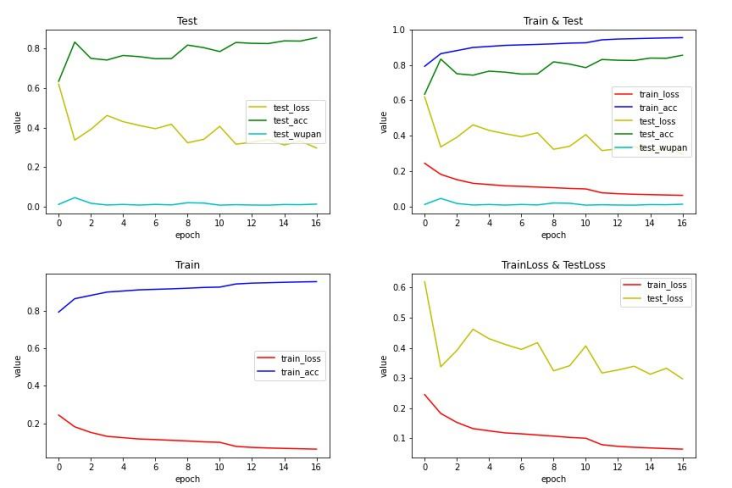 Test
value
0.8
0.6
0.4
0.2
0.0
test_loss
test_acc
test_wupan
0 2 4 6 8 10 12 14 16
epoch
Train & Test
value
1.0
0.8
0.6
0.4
0.2
0.0
train_loss
train_acc
test_loss
test_acc
test_wupan
0 2 4 6 8 10 12 14 16
epoch
Train
value
0.8
0.6
0.4
0.2
train_loss
train_acc
0 2 4 6 8 10 12 14 16
epoch
TrainLoss & TestLoss
value
0.6
0.5
0.4
0.3
0.2
0.1
train_loss
test_loss
0 2 4 6 8 10 12 14 16
epoch